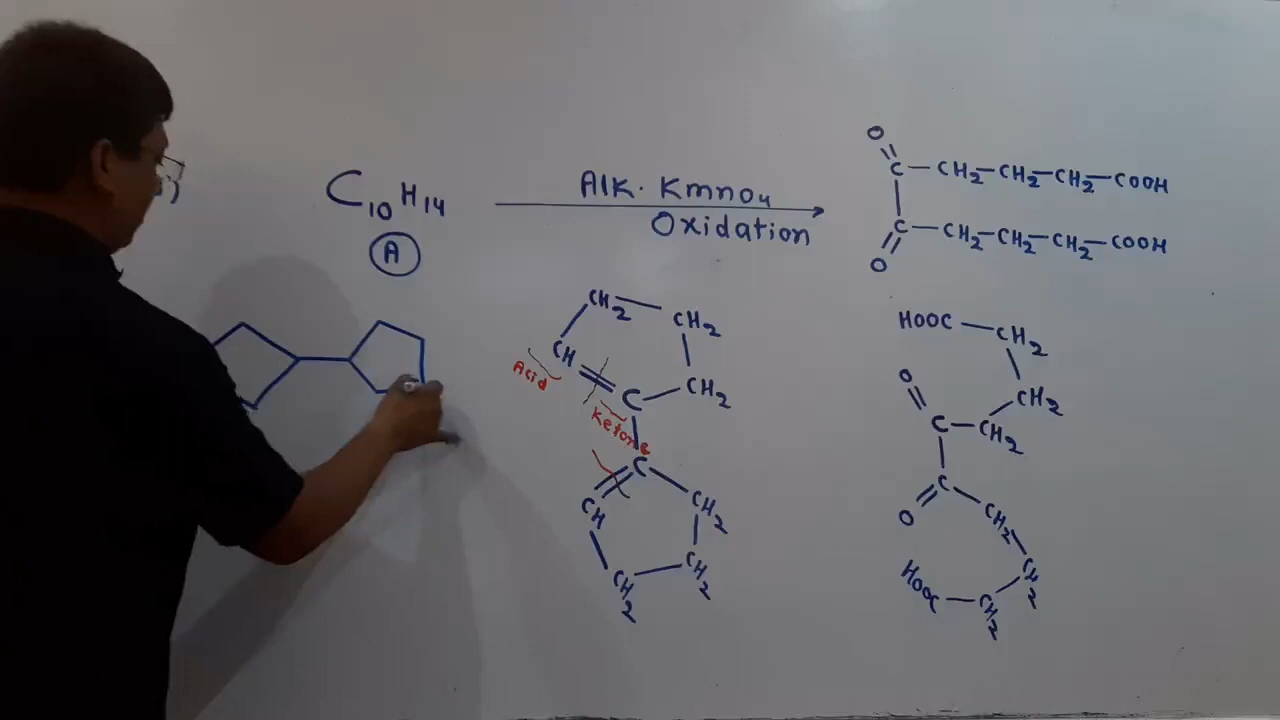 C10H14
A
Alk. Kmno4
Oxidation
O
C—CH2—CH2—CH2—COOH
C—CH2—CH2—CH2—COOH
O
CH2
CH2
CH
CH2
C
Acid
Ketone
C
CH
CH2
CH2
CH2
HOOC—CH2
O
CH2
C—CH2
C
O
CH2
CH2
HOOC—CH2